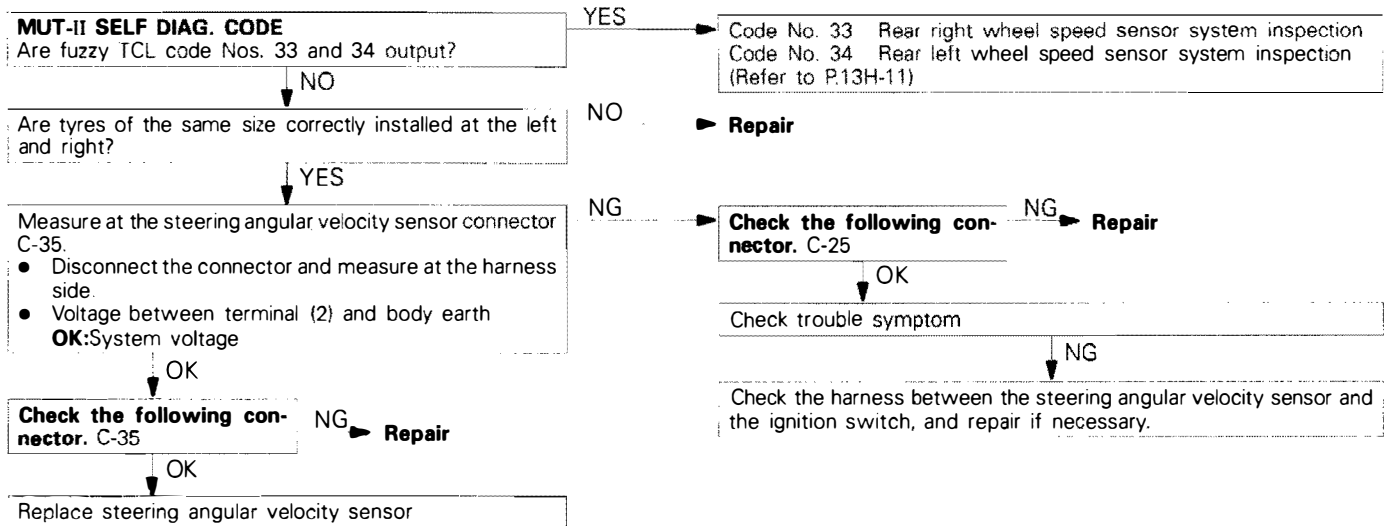 MUT-II SELF DIAG. CODE
Are fuzzy TCL code Nos. 33 and 34 output?
YES
Code No. 33 Rear right wheel speed sensor system inspection
Code No. 34 Rear left wheel speed sensor system inspection
(Refer to P.13H-11)
NO
Are tyres of the same size correctly installed at the left
and right?
NO
Repair
YES
Measure at the steering angular velocity sensor connector
C-35.
● Disconnect the connector and measure at the harness
side.
● Voltage between terminal (2) and body earth
OK:System voltage
NG
Check the following con-
nector. C-25
NG
Repair
OK
Check trouble symptom
NG
Check the harness between the steering angular velocity sensor and
the ignition switch, and repair if necessary.
OK
Check the following con-
nector. C-35
NG
Repair
OK
Replace steering angular velocity sensor